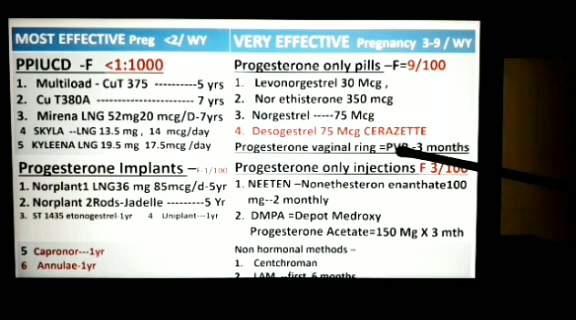 MOST EFFECTIVE Preg <2/ WY
PPIUCD -F <1:1000
1. Multiload - CuT 375 ----------5 yrs
2. Cu T380A ----------------------- 7 yrs
3. Mirena LNG 52mg20 mcg/D-7yrs
4 SKYLA --LNG 13.5 mg , 14 mcg/day
5 KYLEENA LNG 19.5 mg 17.5mcg /day
Progesterone Implants –F-1/100
1. Norplant1 LNG36 mg 85mcg/d-5yr
2. Norplant 2Rods-Jadelle ---------5 Yr
3. ST 1435 etonogestrel-1yr 4 Uniplant---1yr
5 Capronor---1yr
6 Annulae-1yr
VERY EFFECTIVE Pregnancy 3-9 / WY
Progesterone only pills –F=9/100
1. Levonorgestrel 30 Mcg ,
2. Nor ethisterone 350 mcg
3. Norgestrel -----75 Mcg
4. Desogestrel 75 Mcg CERAZETTE
Progesterone vaginal ring =PVR -3 months
Progesterone only injections F 3/100
1. NEETEN –Nonethesteron enanthate100
mg--2 monthly
2. DMPA =Depot Medroxy
Progesterone Acetate=150 Mg X 3 mth
Non hormonal methods –
1. Centchroman
2. LAM --first 6 months